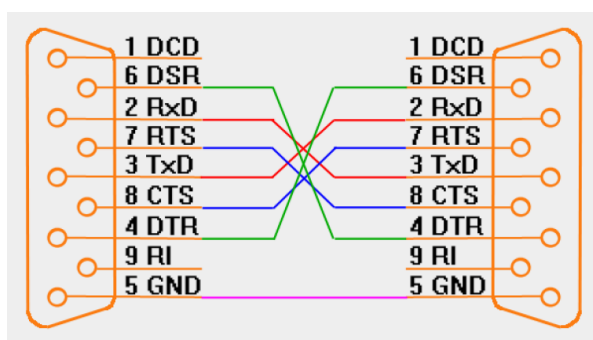 1 DCD 1 DCD
6 DSR 6 DSR
2 RxD 2 RxD
7 RTS 7 RTS
3 TxD 3 TxD
8 CTS 8 CTS
4 DTR 4 DTR
9 RI 9 RI
5 GND 5 GND